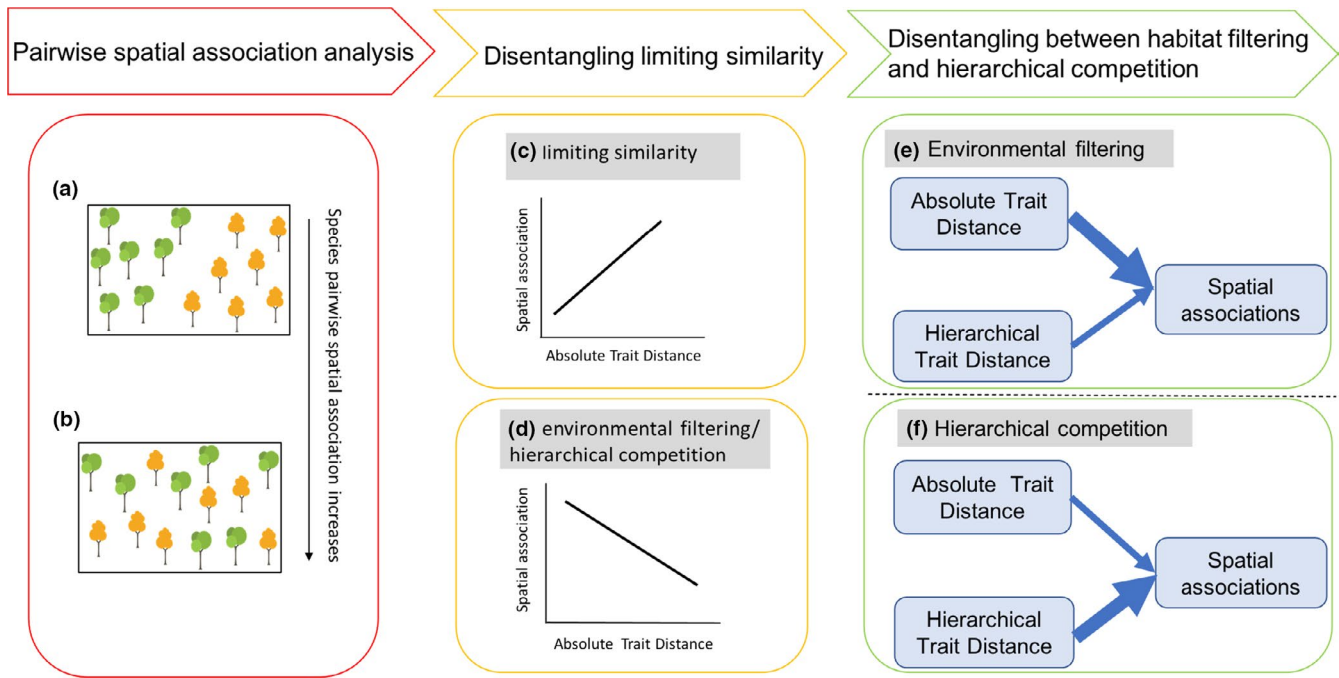 Pairwise spatial association analysis
Disentangling limiting similarity
Disentangling between habitat filtering
and hierarchical competition
(a)
(b)
Species pairwise spatial association increases
(c) limiting similarity
Spatial association
Absolute Trait Distance
(d) environmental filtering/
hierarchical competition
Spatial association
Absolute Trait Distance
(e) Environmental filtering
Absolute Trait
Distance
Hierarchical
Trait Distance
Spatial
associations
(f) Hierarchical competition
Absolute Trait
Distance
Hierarchical
Trait Distance
Spatial
associations